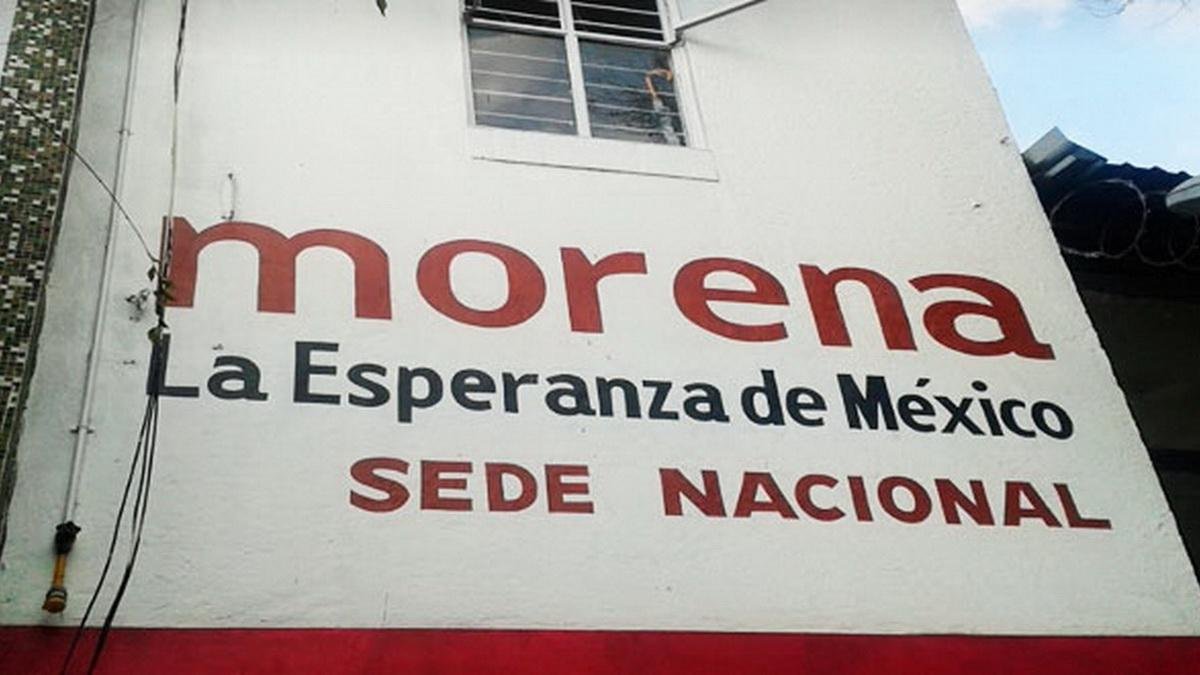 morena
La Esperanza de México
SEDE NACIONAL